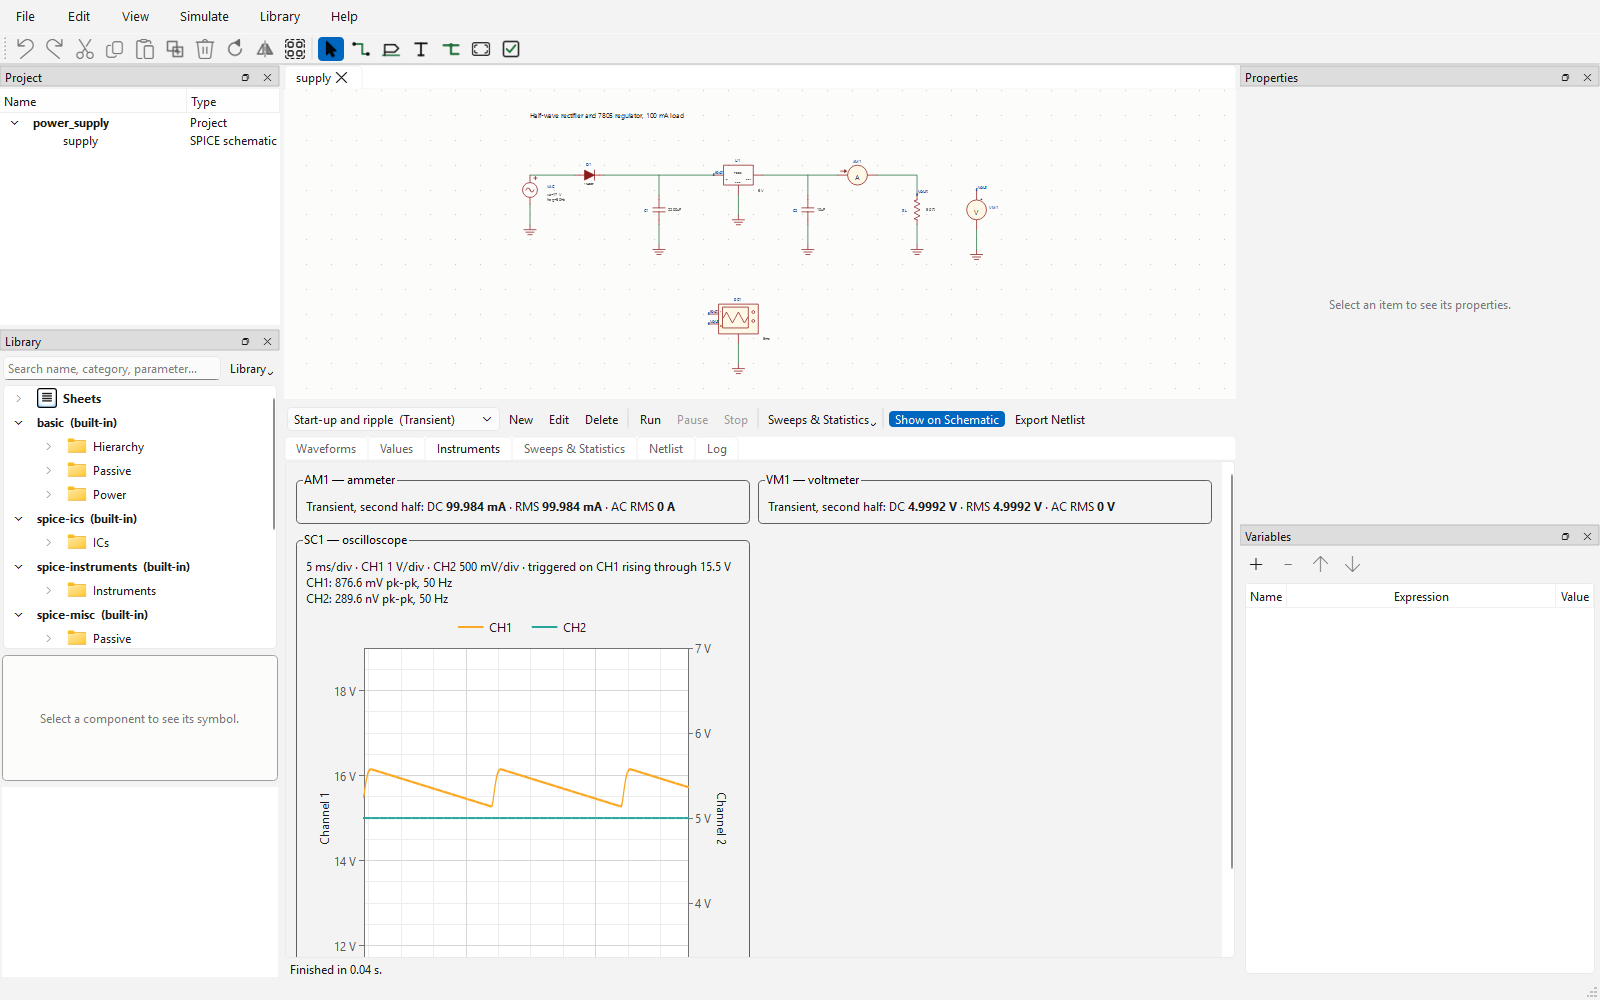 File Edit View Simulate Library Help
Project
Name Type
power_supply Project
supply SPICE schematic
Library
Search name, category, parameter... Library
Sheets
basic (built-in)
Hierarchy
Passive
Power
spice-ics (built-in)
ICs
spice-instruments (built-in)
Instruments
spice-misc (built-in)
Passive
Select a component to see its symbol.
supply
Half-wave rectifier and 7805 regulator, 100 mA load
A
V
Start-up and ripple (Transient) New Edit Delete Run Pause Stop Sweeps & Statistics Show on Schematic Export Netlist
Waveforms Values Instruments Sweeps & Statistics Netlist Log
AM1 — ammeter
Transient, second half: DC 99.984 mA · RMS 99.984 mA · AC RMS 0 A
VM1 — voltmeter
Transient, second half: DC 4.9992 V · RMS 4.9992 V · AC RMS 0 V
SC1 — oscilloscope
5 ms/div · CH1 1 V/div · CH2 500 mV/div · triggered on CH1 rising through 15.5 V
CH1: 876.6 mV pk-pk, 50 Hz
CH2: 289.6 nV pk-pk, 50 Hz
CH1 CH2
7 V
18 V
6 V
16 V
5 V
14 V
4 V
12 V
Channel 1
Channel 2
Finished in 0.04 s.
Properties
Select an item to see its properties.
Variables
Name Expression Value